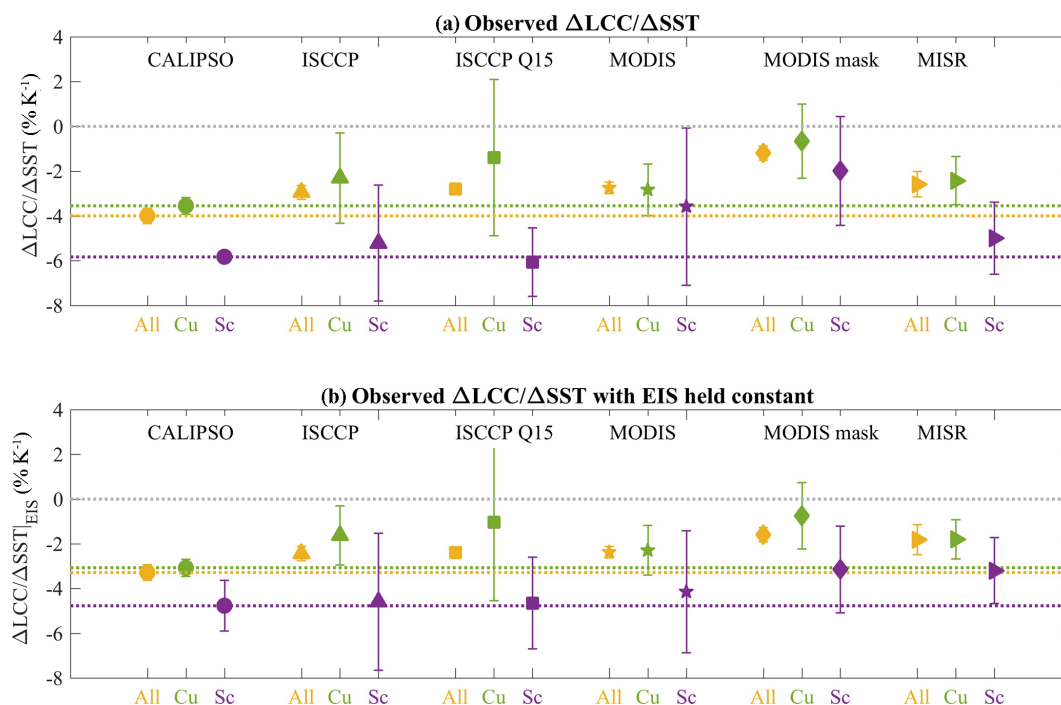 (a) Observed ΔLCC/ΔSST
ΔLCC/ΔSST (% K⁻¹)
4
2
0
-2
-4
-6
-8
CALIPSO ISCCP ISCCP Q15 MODIS MODIS mask MISR
All Cu Sc All Cu Sc All Cu Sc All Cu Sc All Cu Sc All Cu Sc
(b) Observed ΔLCC/ΔSST with EIS held constant
ΔLCC/ΔSST|EIS (% K⁻¹)
4
2
0
-2
-4
-6
-8
CALIPSO ISCCP ISCCP Q15 MODIS MODIS mask MISR
All Cu Sc All Cu Sc All Cu Sc All Cu Sc All Cu Sc All Cu Sc